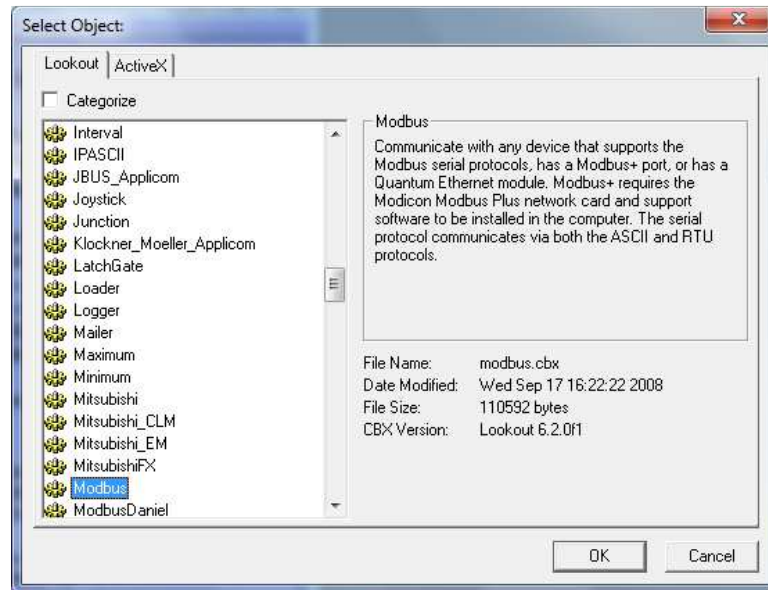 Select Object:
Lookout
ActiveX
Categorize
Interval
IPASCII
JBUS_Applicom
Joystick
Junction
Klockner_Moeller_Applicom
LatchGate
Loader
Logger
Mailer
Maximum
Minimum
Mitsubishi
Mitsubishi_CLM
Mitsubishi_EM
MitsubishiFX
Modbus
ModbusDaniel
Modbus
Communicate with any device that supports the
Modbus serial protocols, has a Modbus+ port, or has a
Quantum Ethernet module. Modbus+ requires the
Modicon Modbus Plus network card and support
software to be installed in the computer. The serial
protocol communicates via both the ASCII and RTU
protocols.
File Name: modbus.cbx
Date Modified: Wed Sep 17 16:22:22 2008
File Size: 110592 bytes
CBX Version: Lookout 6.2.0f1
OK
Cancel